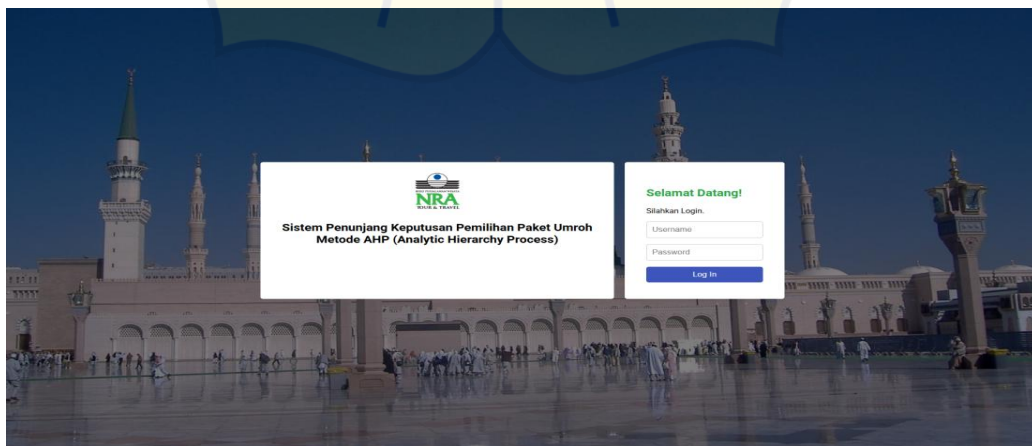 NRA
TOUR & TRAVEL
Sistem Penunjang Keputusan Pemilihan Paket Umroh
Metode AHP (Analytic Hierarchy Process)
Selamat Datang!
Silahkan Login.
Username
Password
Log In